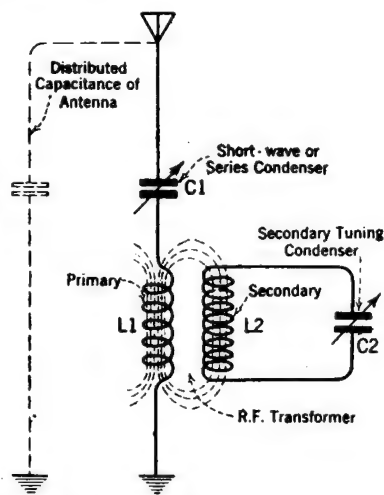 Distributed
Capacitance of
Antenna
Short-wave or
Series Condenser
C1
Secondary Tuning
Condenser
Primary
Secondary
L1
L2
C2
R.F. Transformer